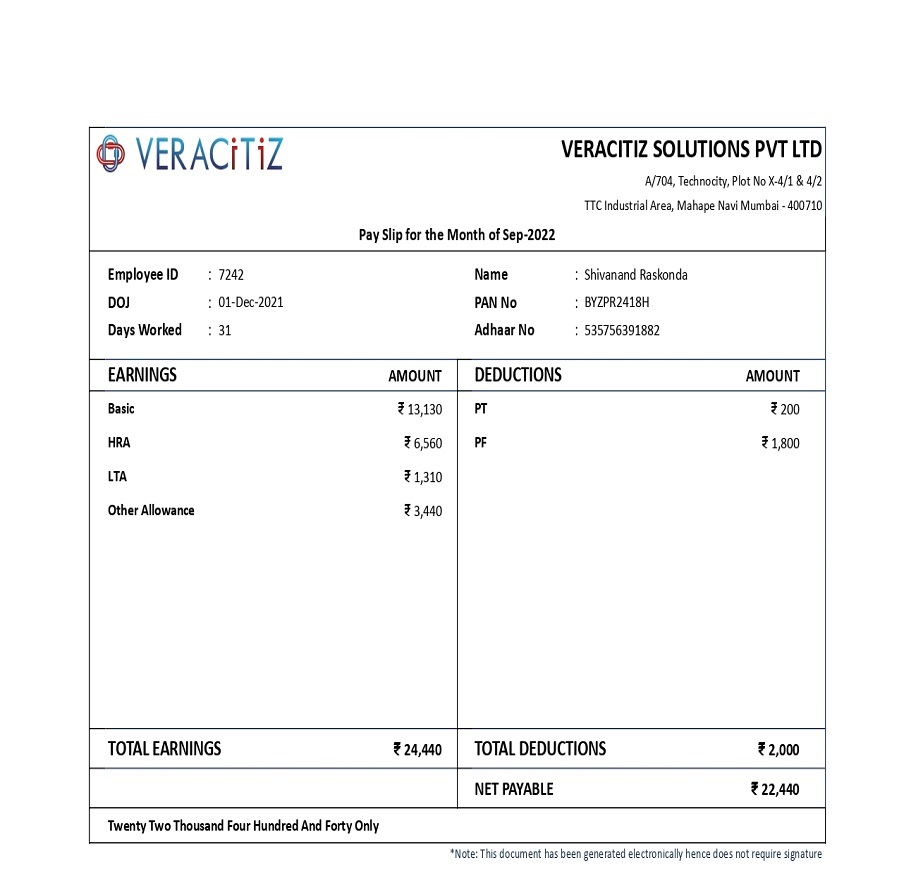 VERACiTiZ
VERACITIZ SOLUTIONS PVT LTD
A/704, Technocity, Plot No X-4/1 & 4/2
TTC Industrial Area, Mahape Navi Mumbai - 400710
Pay Slip for the Month of Sep-2022
Employee ID : 7242 Name : Shivanand Raskonda
DOJ : 01-Dec-2021 PAN No : BYZPR2418H
Days Worked : 31 Adhaar No : 535756391882
EARNINGS AMOUNT DEDUCTIONS AMOUNT
Basic ₹ 13,130 PT ₹ 200
HRA ₹ 6,560 PF ₹ 1,800
LTA ₹ 1,310
Other Allowance ₹ 3,440
TOTAL EARNINGS ₹ 24,440 TOTAL DEDUCTIONS ₹ 2,000
NET PAYABLE ₹ 22,440
Twenty Two Thousand Four Hundred And Forty Only
*Note: This document has been generated electronically hence does not require signature